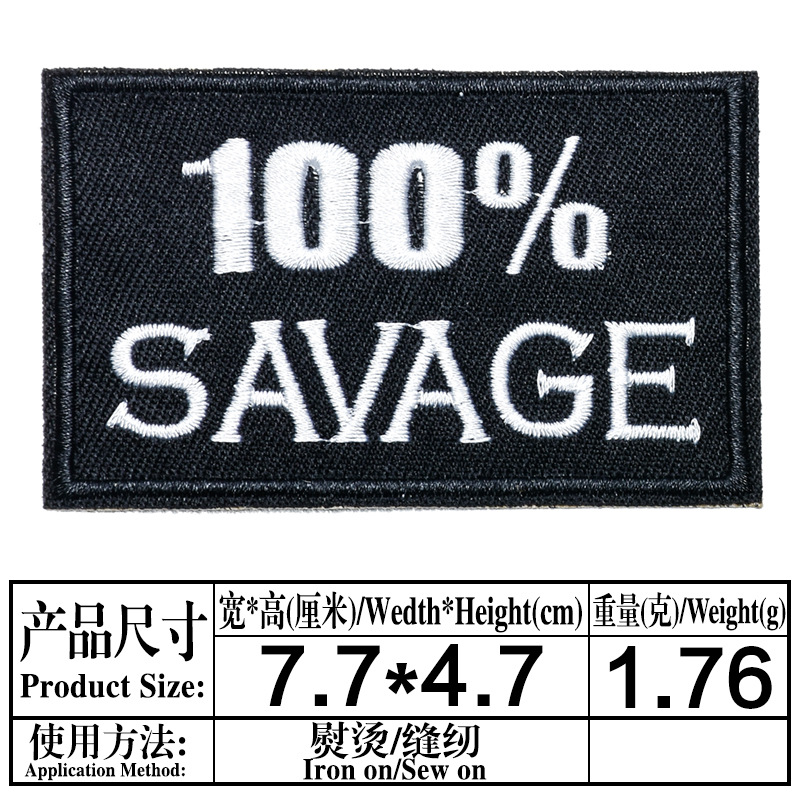 100%
SAVAGE
产品尺寸
Product Size:
宽*高(厘米)/Wedth*Height(cm)
7.7*4.7
重量(克)/Weight(g)
1.76
使用方法:
Application Method:
熨烫/缝纫
Iron on/Sew on